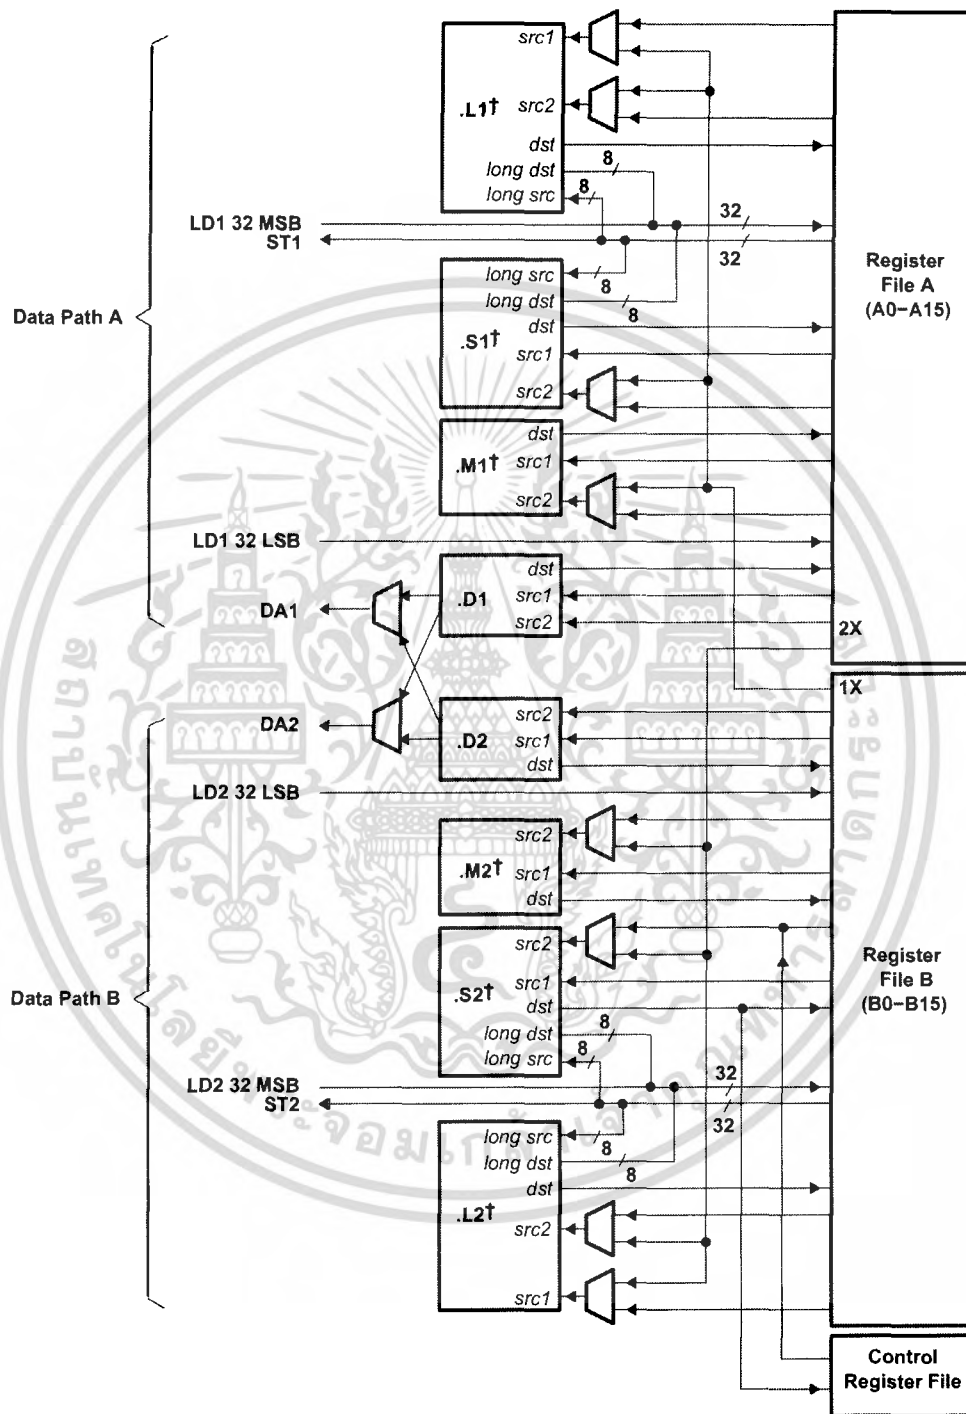 src1
.L1† src2
dst
8
long dst
8
long src
LD1 32 MSB
32
ST1
32
Register
File A
(A0−A15)
long src
8
long dst
8
Data Path A
dst
.S1†
src1
src2
dst
.M1† src1
src2
LD1 32 LSB
dst
DA1
.D1 src1
src2
2X
1X
DA2
src2
.D2 src1
dst
LD2 32 LSB
src2
.M2† src1
dst
src2
Register
File B
(B0−B15)
src1
.S2†
dst
Data Path B
8
long dst
8
long src
LD2 32 MSB
32
ST2
32
long src
8
long dst
8
dst
.L2†
src2
src1
Control
Register File